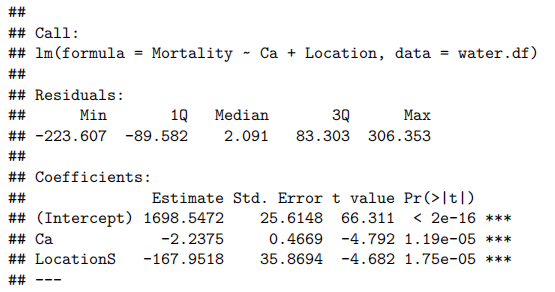 ##
## Call:
## lm(formula = Mortality ~ Ca + Location, data = water.df)
##
## Residuals:
##      Min       1Q   Median       3Q      Max
## -223.607  -89.582    2.091   83.303  306.353
##
## Coefficients:
##              Estimate Std. Error t value Pr(>|t|)
## (Intercept) 1698.5472    25.6148  66.311  < 2e-16 ***
## Ca            -2.2375     0.4669  -4.792 1.19e-05 ***
## LocationS   -167.9518    35.8694  -4.682 1.75e-05 ***
## ---